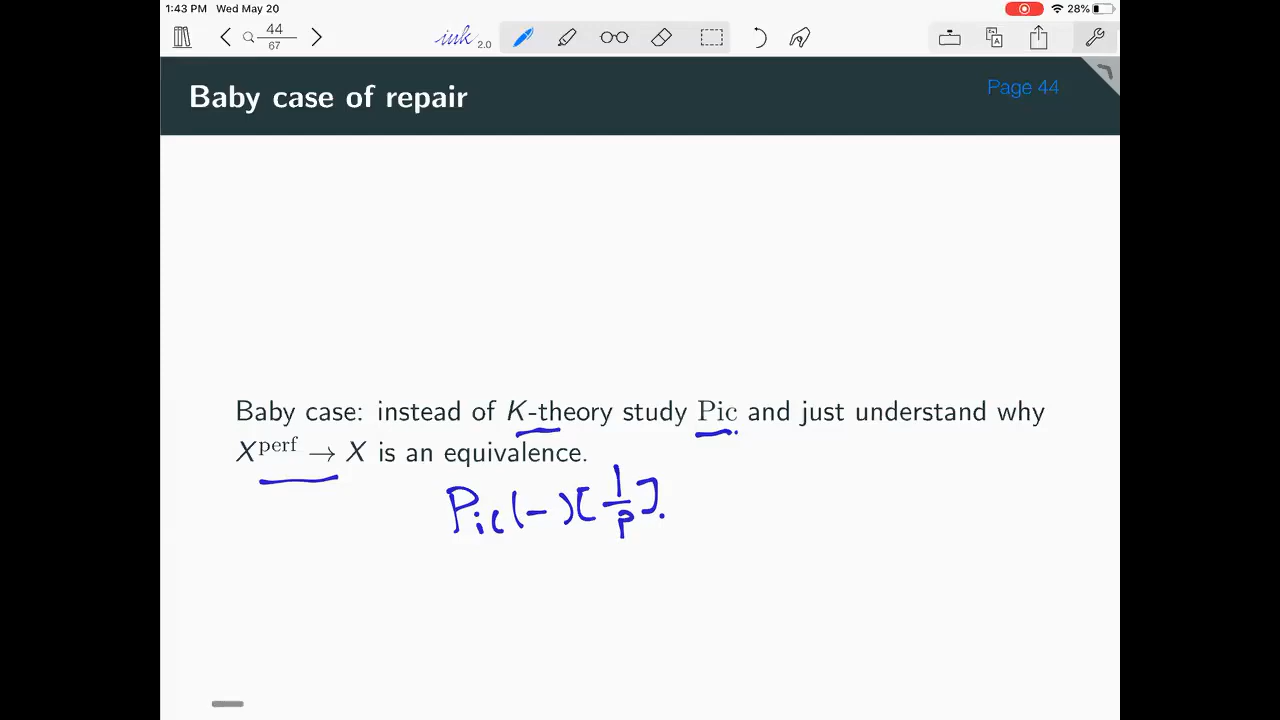 1:43 PM Wed May 20
28%
44
67
ink 2.0
Baby case of repair
Page 44
Baby case: instead of K-theory study Pic and just understand why
X^perf → X is an equivalence.
Pic(-)[1/p].